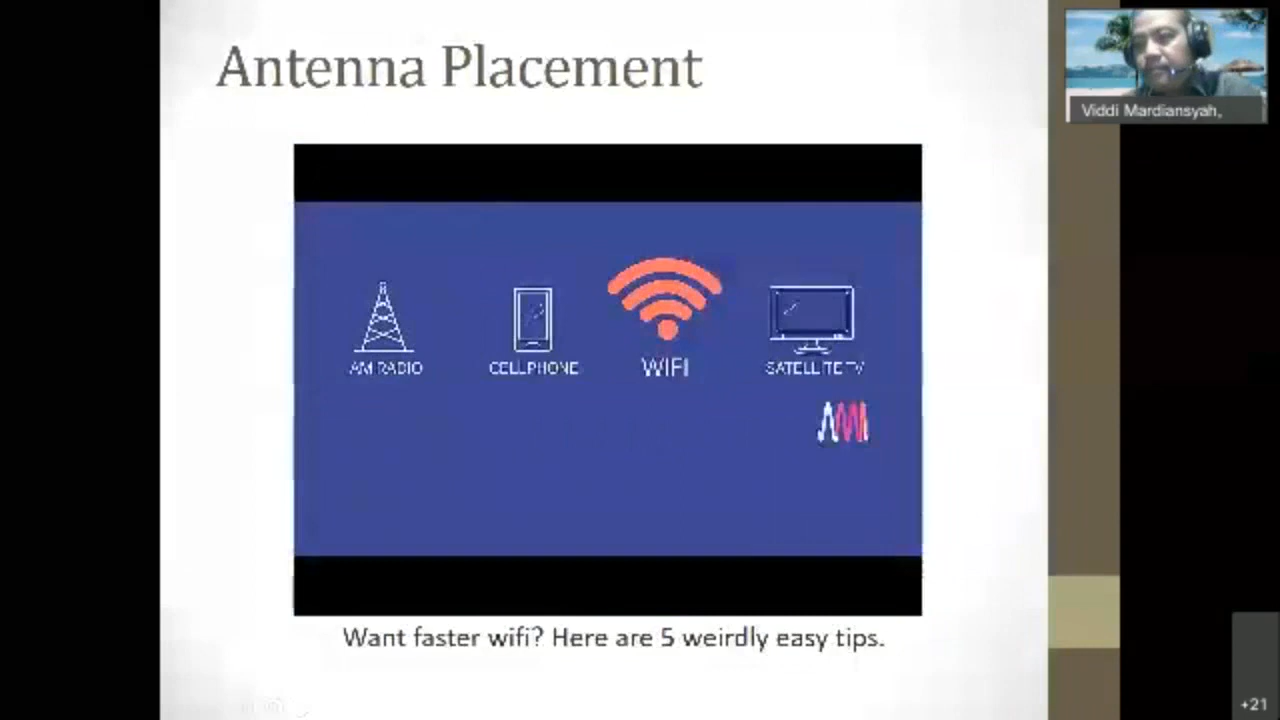 Antenna Placement
Viddi Mardiansyah,
AM RADIO
CELLPHONE
WIFI
SATELLITE TV
Want faster wifi? Here are 5 weirdly easy tips.
+21